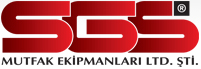 SGS ®
MUTFAK EKİPMANLARI LTD. ŞTİ.